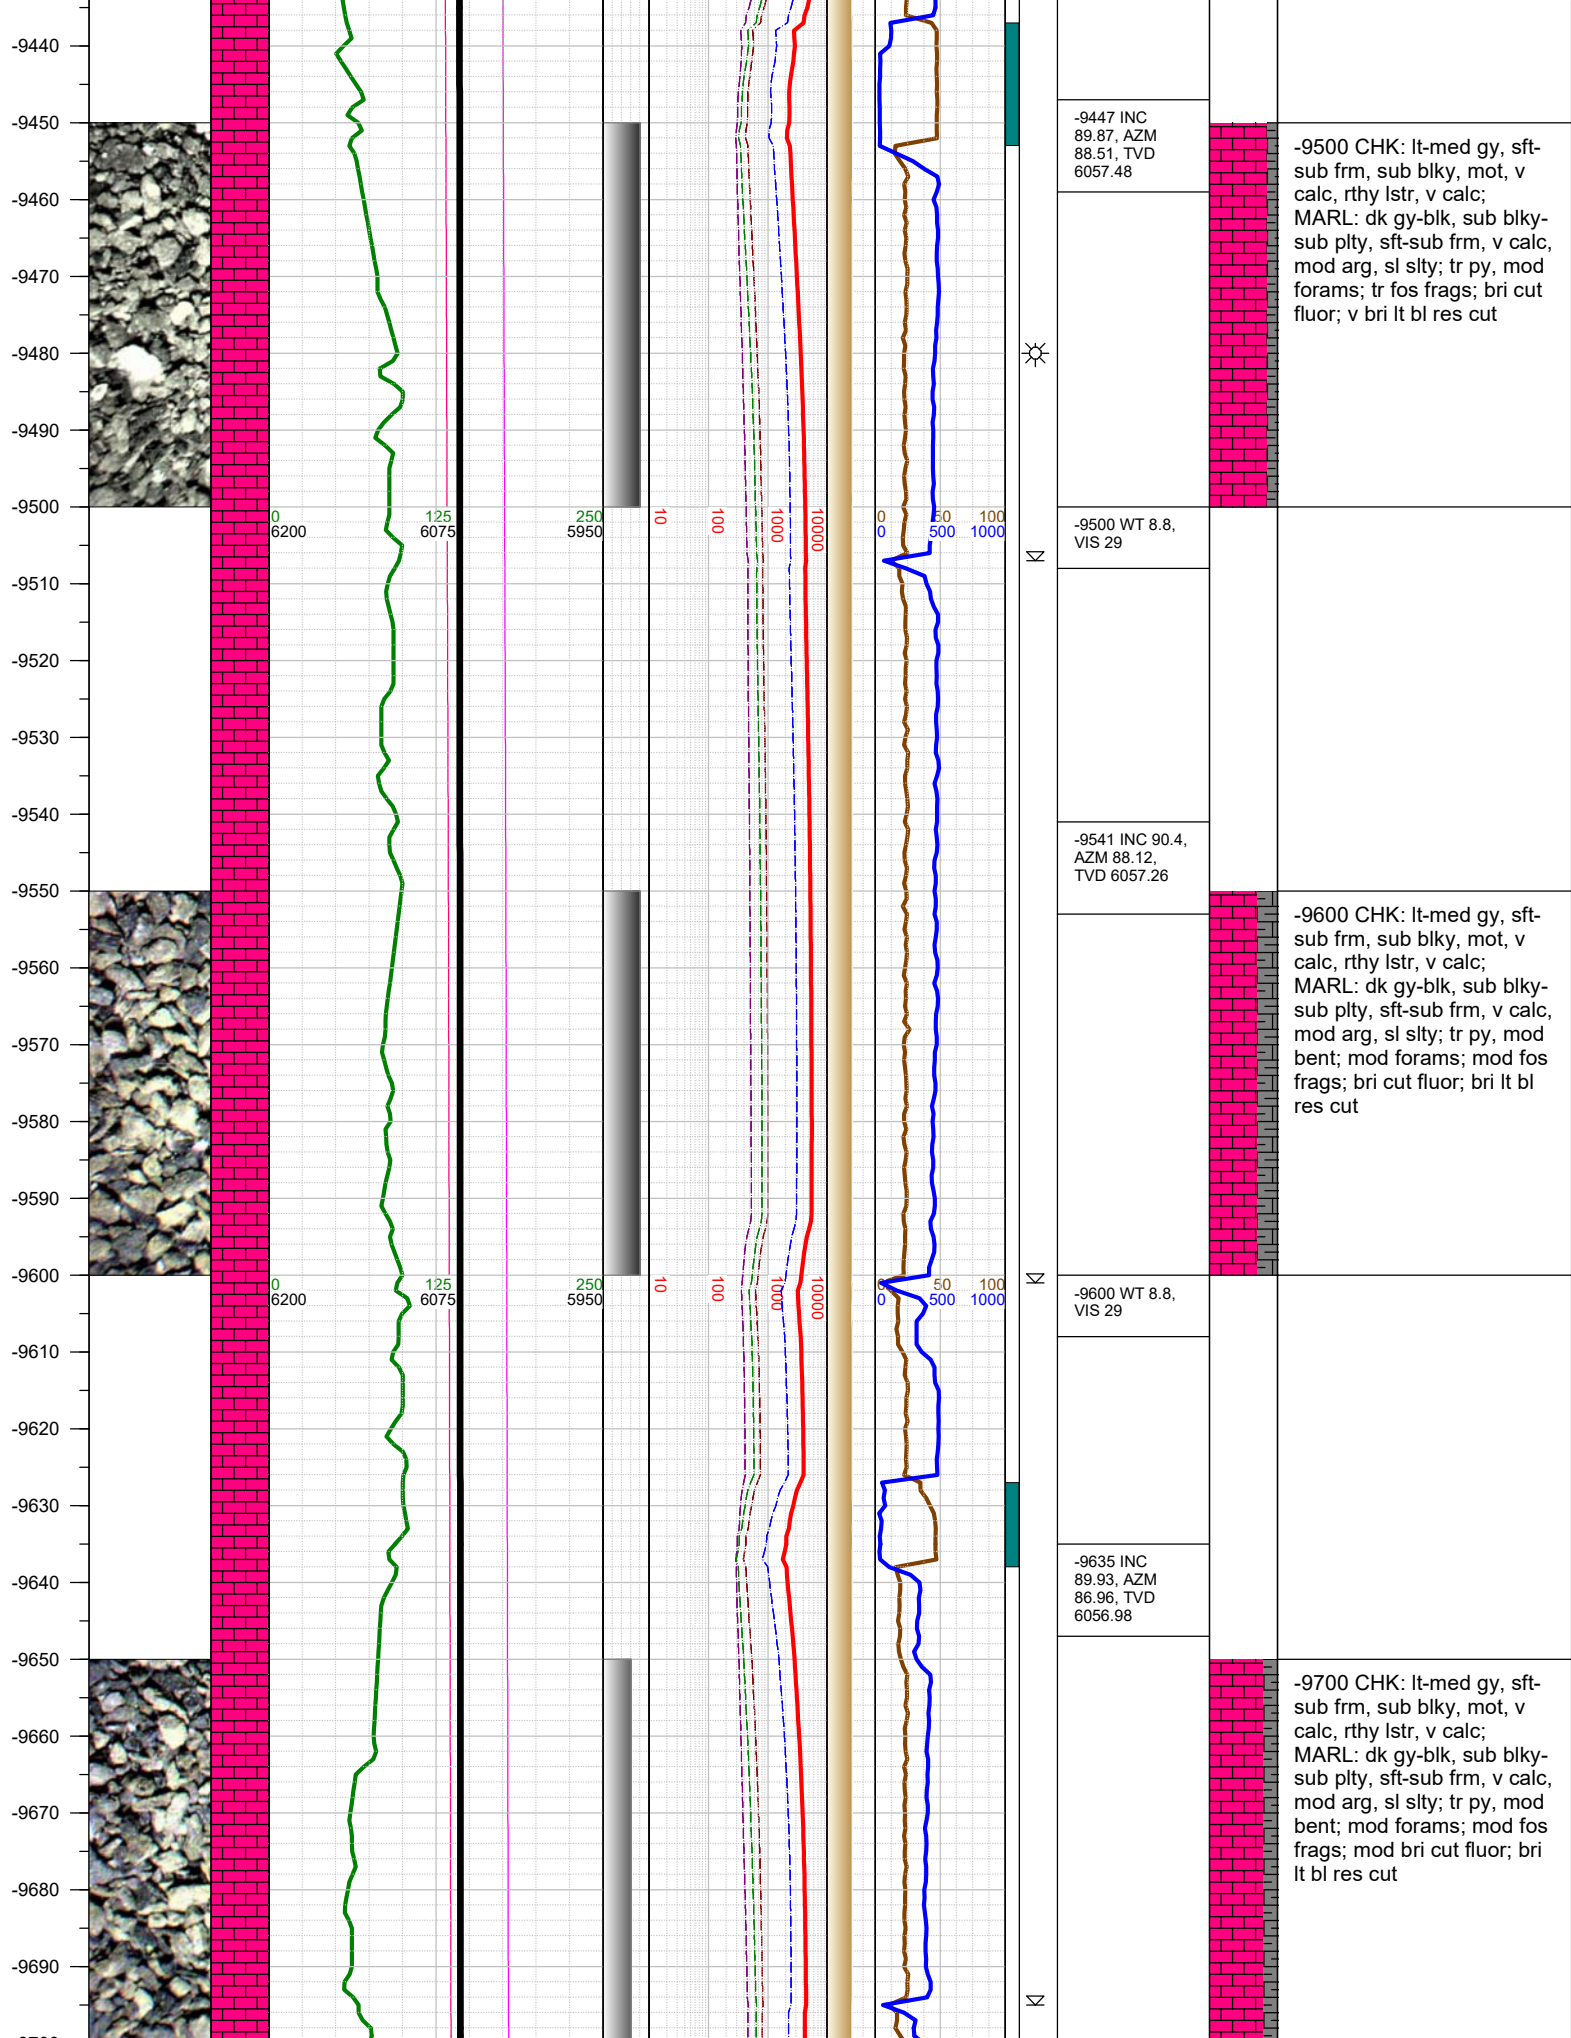 -9440
-9450
-9460
-9470
-9480
-9490
-9500
-9510
-9520
-9530
-9540
-9550
-9560
-9570
-9580
-9590
-9600
-9610
-9620
-9630
-9640
-9650
-9660
-9670
-9680
-9690
0 125 250
6200 6075 5950
10 100 1000 10000
0 50 100
0 500 1000
0 125 250
6200 6075 5950
10 100 1000 10000
50 100
0 500 1000
-9447 INC
89.87, AZM
88.51, TVD
6057.48
-9500 WT 8.8,
VIS 29
-9541 INC 90.4,
AZM 88.12,
TVD 6057.26
-9600 WT 8.8,
VIS 29
-9635 INC
89.93, AZM
86.96, TVD
6056.98
-9500 CHK: lt-med gy, sft-
sub frm, sub blky, mot, v
calc, rthy lstr, v calc;
MARL: dk gy-blk, sub blky-
sub plty, sft-sub frm, v calc,
mod arg, sl slty; tr py, mod
forams; tr fos frags; bri cut
fluor; v bri lt bl res cut
-9600 CHK: lt-med gy, sft-
sub frm, sub blky, mot, v
calc, rthy lstr, v calc;
MARL: dk gy-blk, sub blky-
sub plty, sft-sub frm, v calc,
mod arg, sl slty; tr py, mod
bent; mod forams; mod fos
frags; bri cut fluor; bri lt bl
res cut
-9700 CHK: lt-med gy, sft-
sub frm, sub blky, mot, v
calc, rthy lstr, v calc;
MARL: dk gy-blk, sub blky-
sub plty, sft-sub frm, v calc,
mod arg, sl slty; tr py, mod
bent; mod forams; mod fos
frags; mod bri cut fluor; bri
lt bl res cut